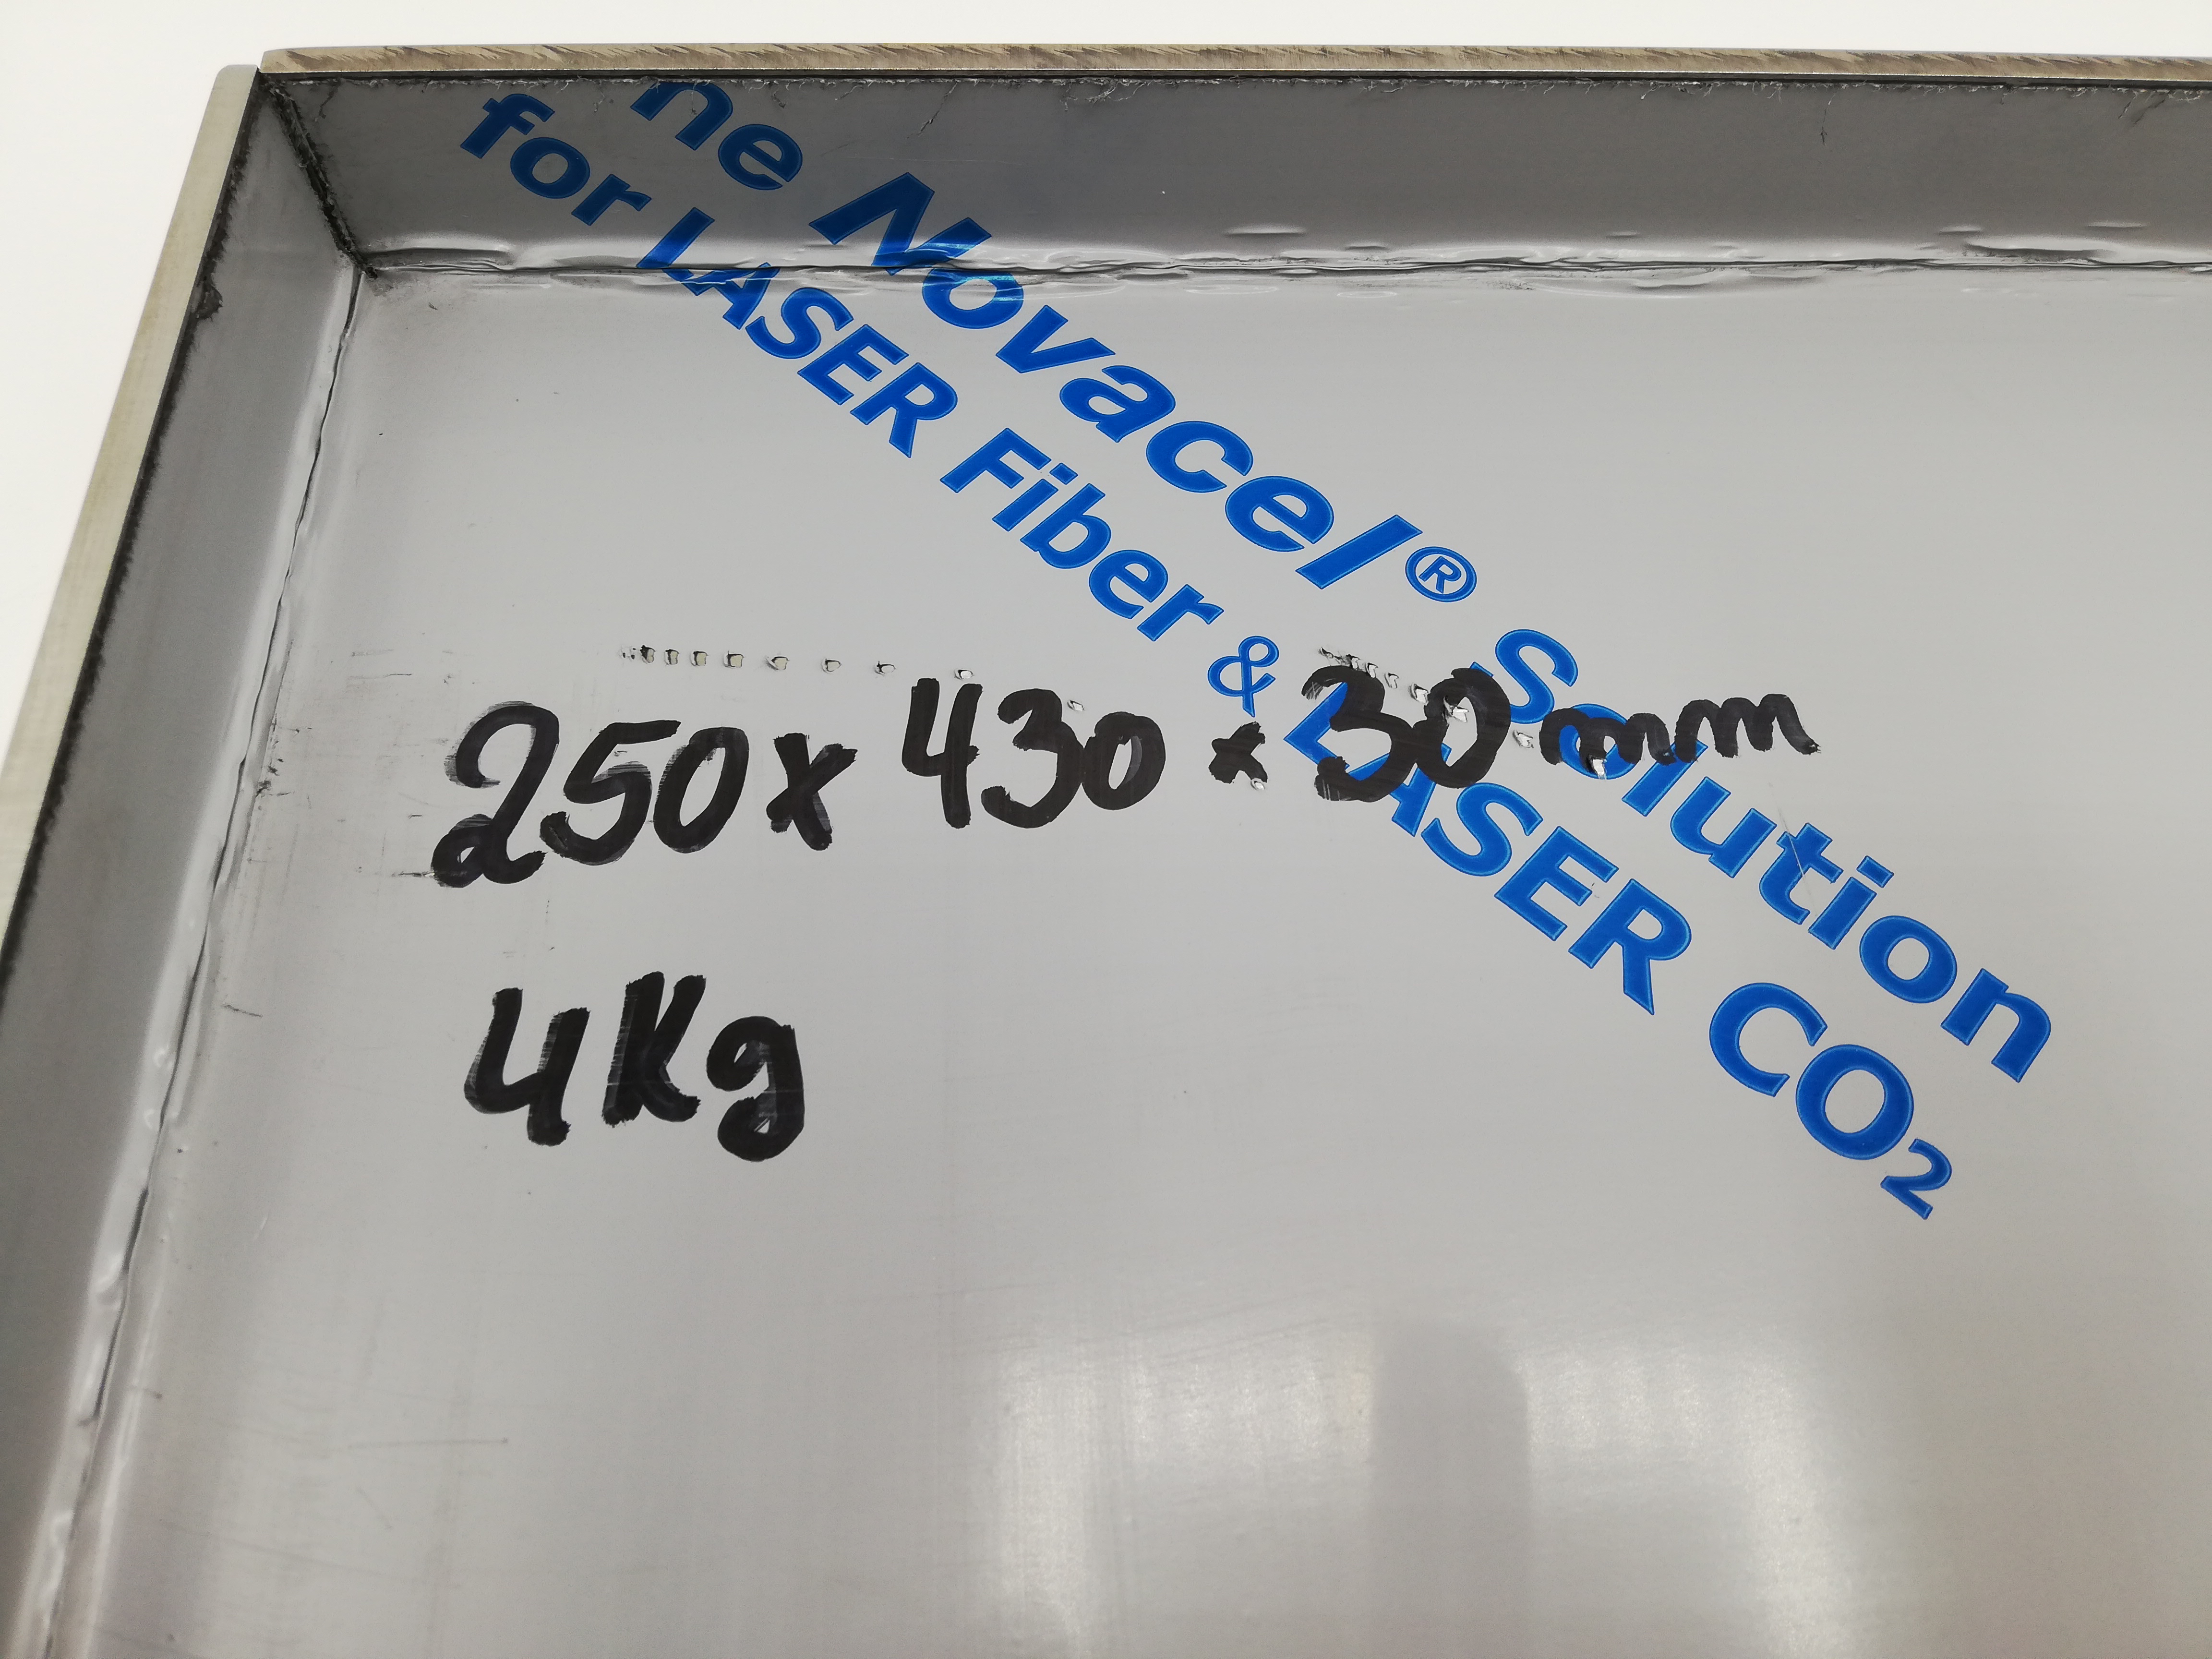 ne Novacel® Solution
for LASER Fiber & LASER CO₂
250x 430 x 30mm
4Kg